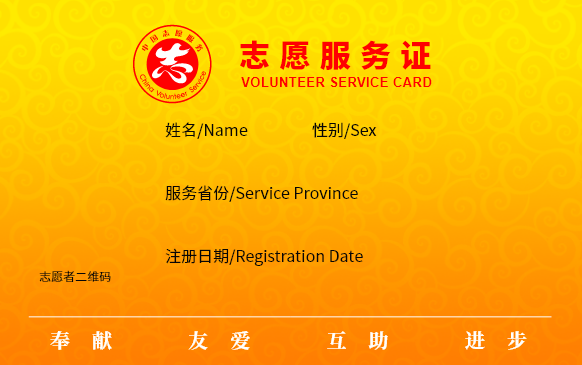 中国志愿服务
志
China Volunteer Service
志愿服务证
VOLUNTEER SERVICE CARD
姓名/Name 性别/Sex
服务省份/Service Province
注册日期/Registration Date
志愿者二维码
奉献 友爱 互助 进步